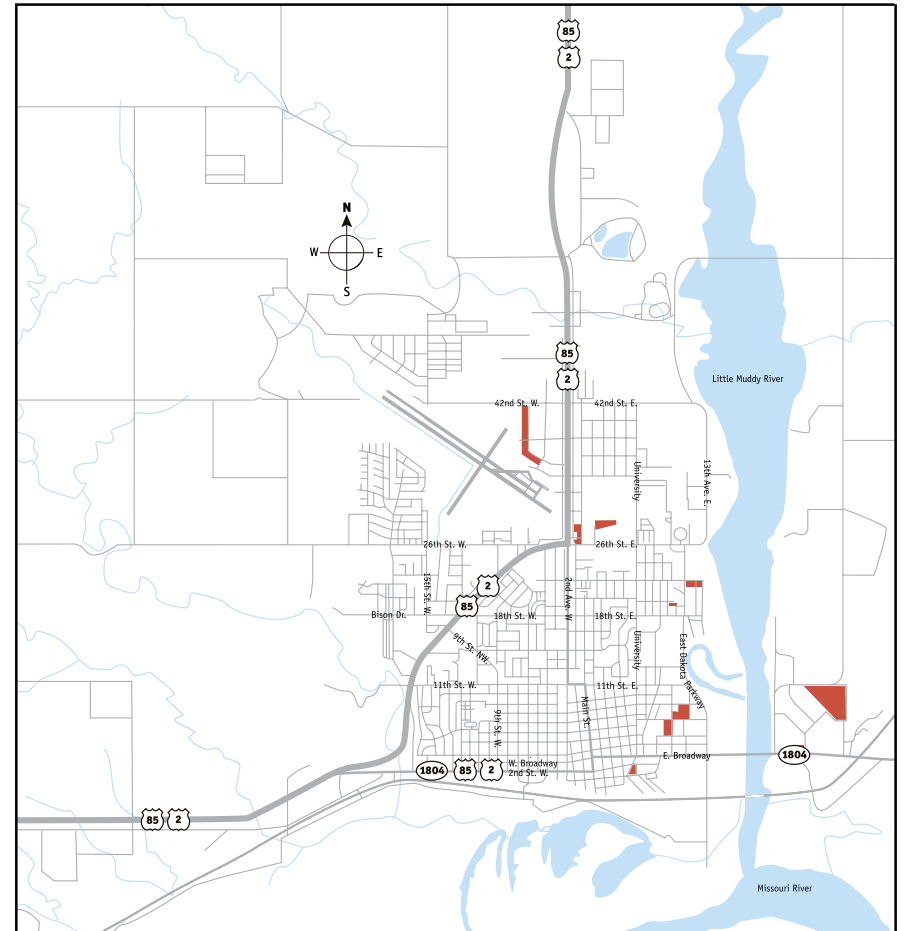 85
2
N
W
E
S
85
2
Little Muddy River
42nd St. W.
42nd St. E.
University
13th Ave. E.
26th St. W.
26th St. E.
15th St. W.
2
85
2nd Ave. W
Bison Dr.
18th St. W.
18th St. E.
9th St. NW.
University
East Dakota Parkway
11th St. W.
11th St. E.
9th St. W.
Main St.
E. Broadway
1804
W. Broadway
2nd St. W.
1804
85
2
85
2
Missouri River